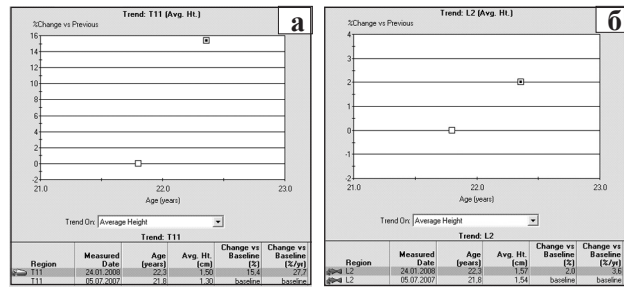 Trend: T11 (Avg. Ht.)
а
%Change vs Previous
16
14
12
10
8
6
4
2
0
-2
21.0
22.0
23.0
Age (years)
Trend On: Average Height
Trend: T11
Region Measured Date Age (years) Avg. Ht. (cm) Change vs Baseline (%) Change vs Baseline (%/yr)
T11 24.01.2008 22,3 1,50 15,4 27,7
T11 05.07.2007 21,8 1,30 baseline baseline
Trend: L2 (Avg. Ht.)
б
%Change vs Previous
4
3
2
1
0
-1
-2
21.0
22.0
23.0
Age (years)
Trend On: Average Height
Trend: L2
Region Measured Date Age (years) Avg. Ht. (cm) Change vs Baseline (%) Change vs Baseline (%/yr)
L2 24.01.2008 22,3 1,57 2,0 3,6
L2 05.07.2007 21,8 1,54 baseline baseline